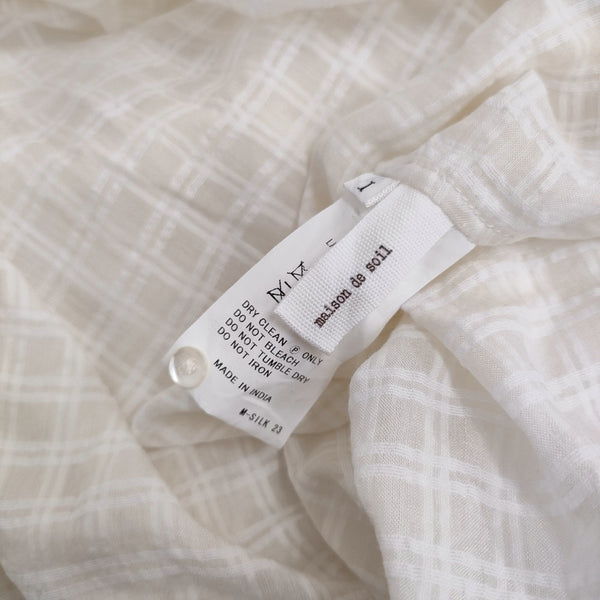 maison de soil
DRY CLEAN Ⓟ ONLY
DO NOT BLEACH
DO NOT TUMBLE DRY
DO NOT IRON
MADE IN INDIA
M-SILK 23